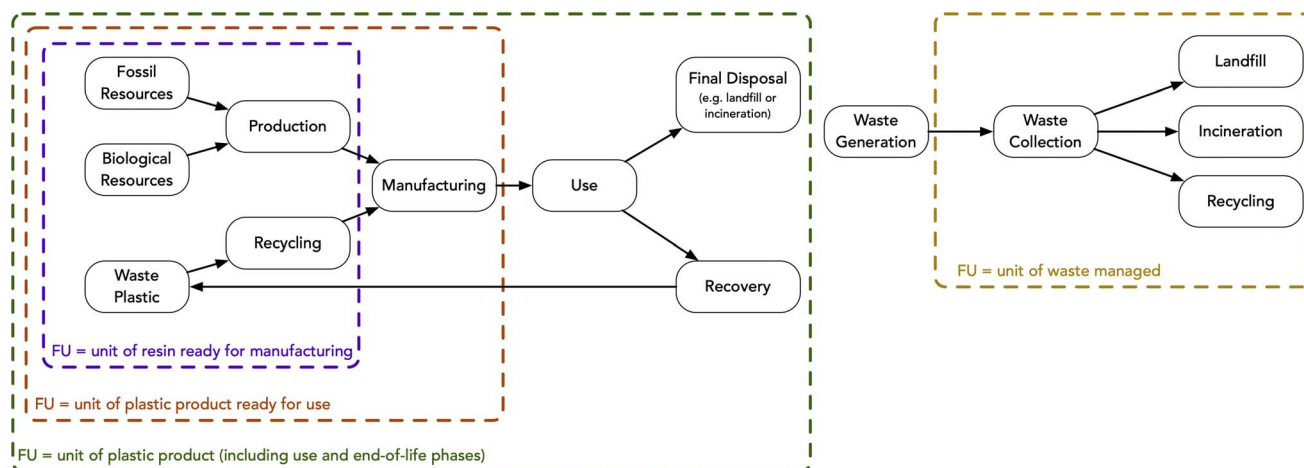 Fossil
Resources
Biological
Resources
Production
Waste
Plastic
Recycling
Manufacturing
Use
Final Disposal
(e.g. landfill or
incineration)
Recovery
FU = unit of resin ready for manufacturing
FU = unit of plastic product ready for use
FU = unit of plastic product (including use and end-of-life phases)
Waste
Generation
Waste
Collection
Landfill
Incineration
Recycling
FU = unit of waste managed